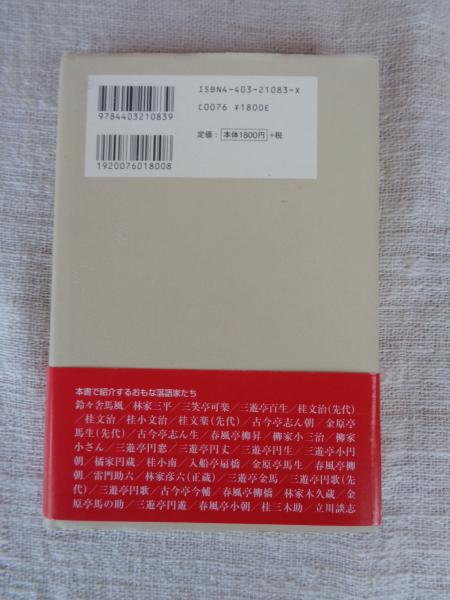 ISBN4-403-21083-X
C0076 ¥1800E
定価：本体1800円+税
9784403210839
1920076018008
本書で紹介するおもな落語家たち
鈴々舎馬風／林家三平／三笑亭可楽／三遊亭百生／桂文治(先代)
／桂文治／桂小文治／桂文楽(先代)／古今亭志ん朝／金原亭
馬生(先代)／古今亭志ん生／春風亭柳昇／柳家小三治／柳家
小さん／三遊亭円窓／三遊亭円丈／三遊亭円生／三遊亭小円
朝／橘家円蔵／桂小南／入船亭扇橋／金原亭馬生／春風亭柳
朝／雷門助六／林家彦六(正蔵)／三遊亭金馬／三遊亭円歌(先
代)／三遊亭円歌／古今亭今輔／春風亭柳橋／林家木久蔵／金
原亭馬の助／三遊亭円遊／春風亭小朝／桂三木助／立川談志